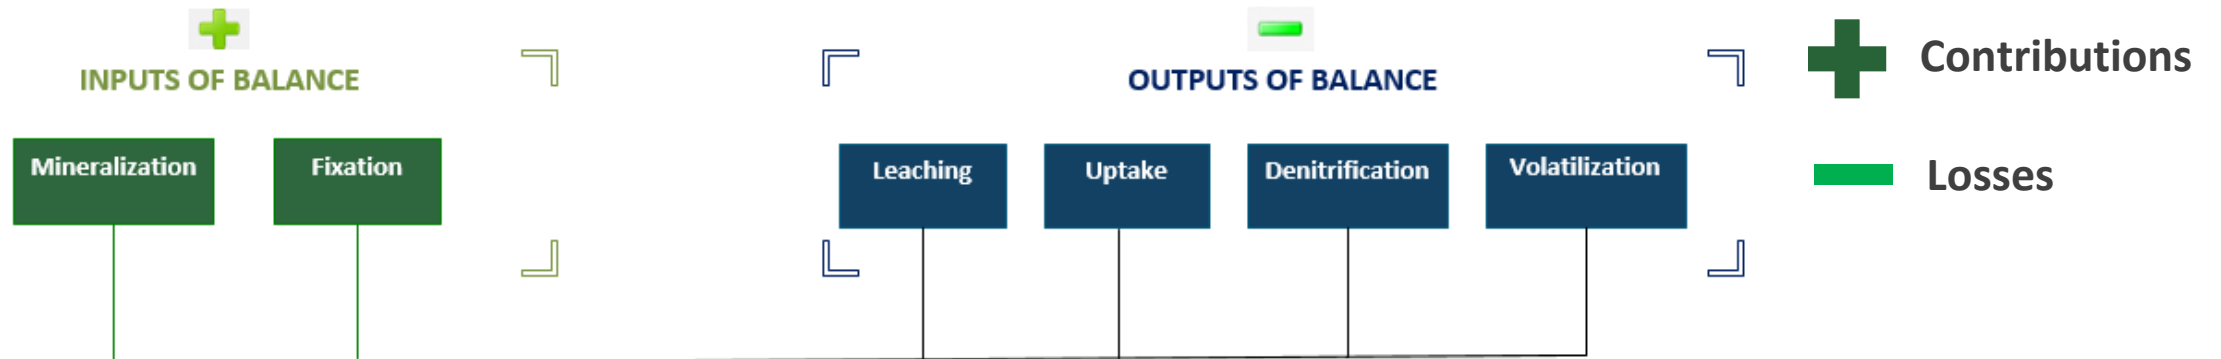 INPUTS OF BALANCE
OUTPUTS OF BALANCE
Contributions
Mineralization
Fixation
Leaching
Uptake
Denitrification
Volatilization
Losses